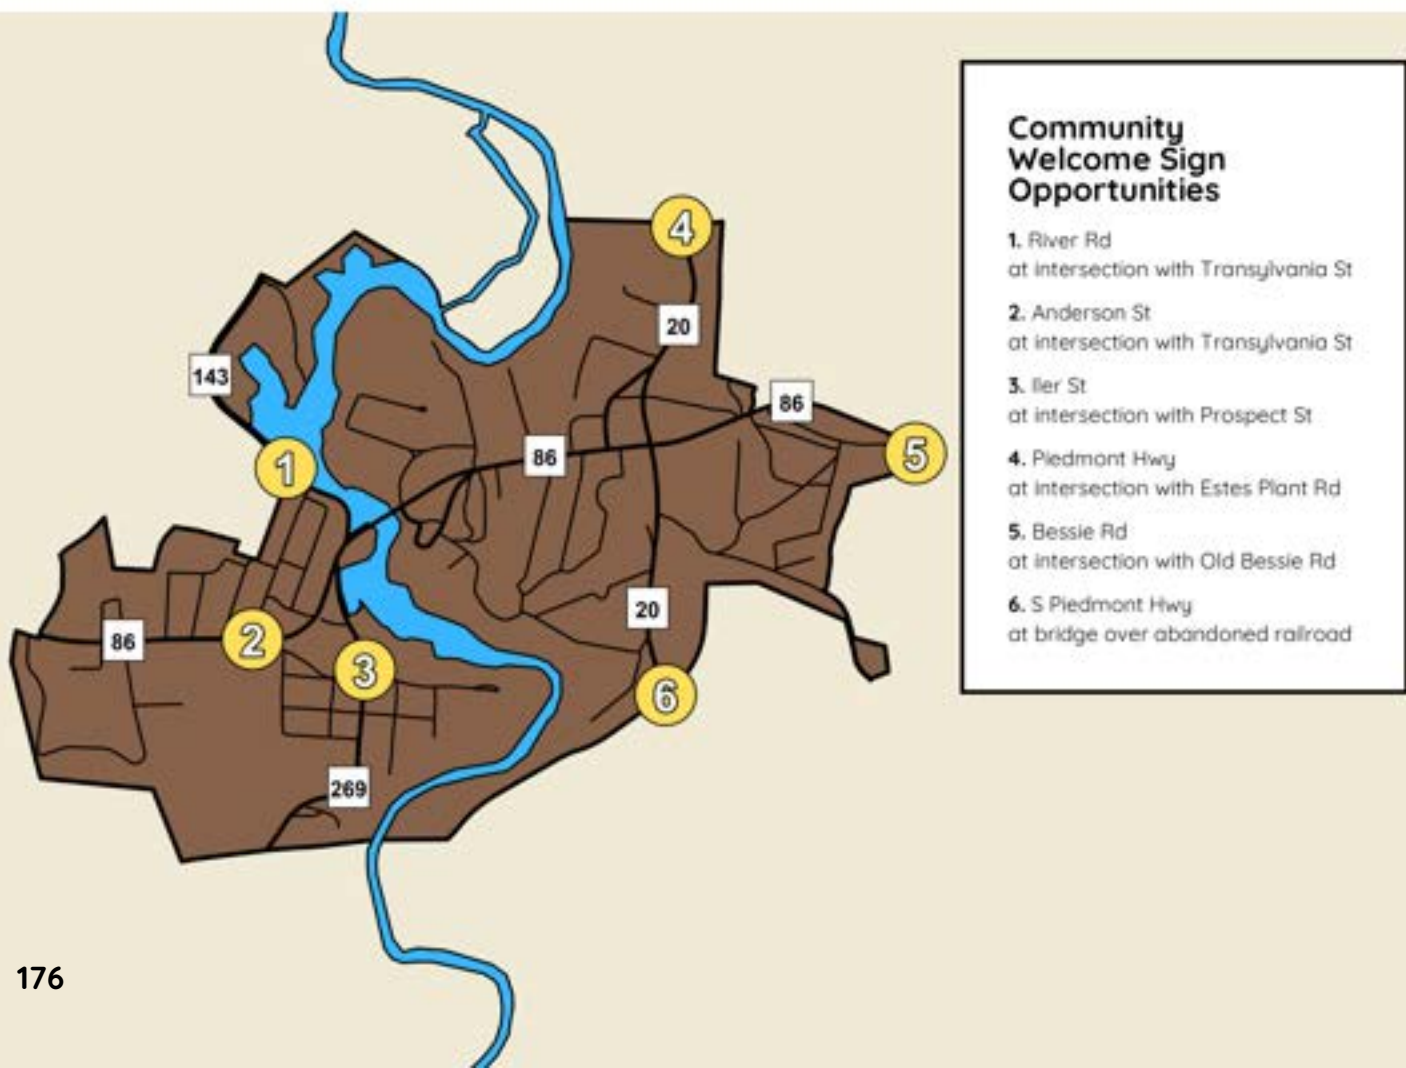 Community
Welcome Sign
Opportunities
1. River Rd
at intersection with Transylvania St
2. Anderson St
at intersection with Transylvania St
3. Iler St
at intersection with Prospect St
4. Piedmont Hwy
at intersection with Estes Plant Rd
5. Bessie Rd
at intersection with Old Bessie Rd
6. S Piedmont Hwy
at bridge over abandoned railroad
4
20
143
86
86
5
1
20
86
2
3
6
269
176